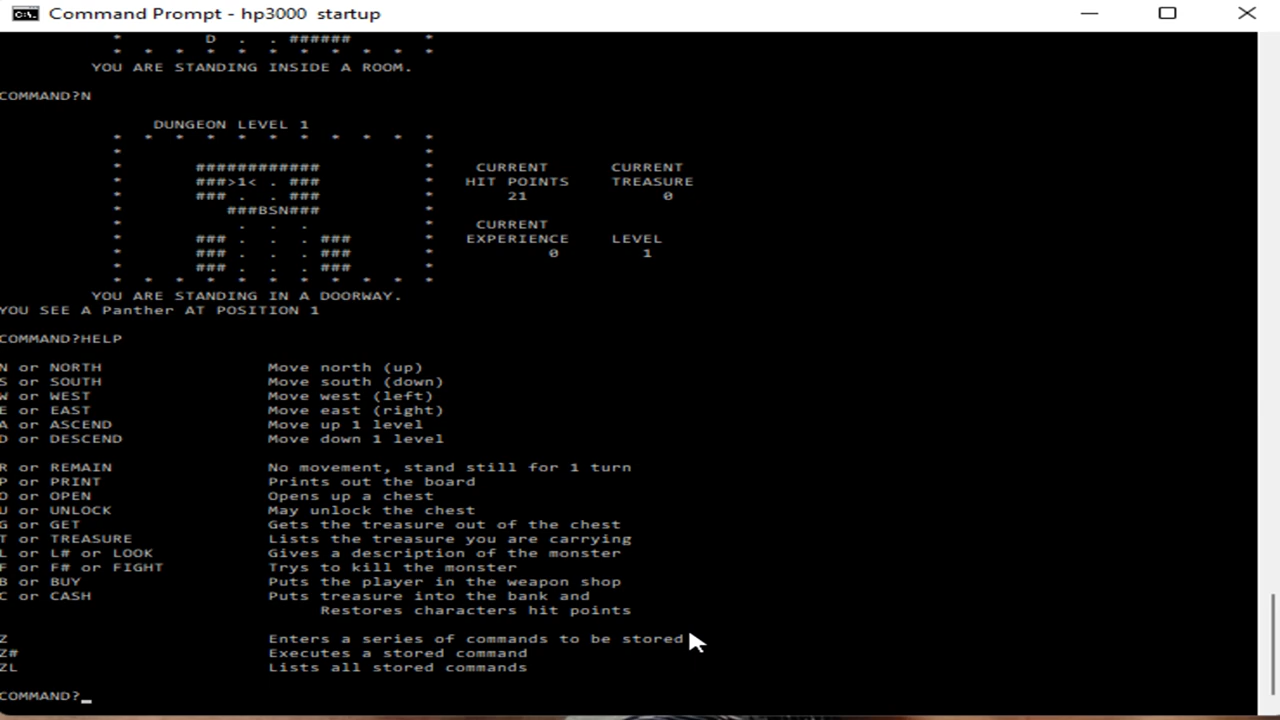 Command Prompt - hp3000  startup
*        D  .  . ######       *
*  *  *  *  *  *  *  *  *  *  *
YOU ARE STANDING INSIDE A ROOM.
COMMAND?N
DUNGEON LEVEL 1
*  *  *  *  *  *  *  *  *  *  *
*                             *
*       ############          *    CURRENT        CURRENT
*       ###>1< . ###          *   HIT POINTS    TREASURE
*       ### .  . ###          *       21             0
*          ###BSN###          *
*           .  .  .           *    CURRENT
*       ### .  .  . ###       *   EXPERIENCE    LEVEL
*       ### .  .  . ###       *           0        1
*       ### .  .  . ###       *
*  *  *  *  *  *  *  *  *  *  *
YOU ARE STANDING IN A DOORWAY.
YOU SEE A Panther AT POSITION 1
COMMAND?HELP
N or NORTH               Move north (up)
S or SOUTH               Move south (down)
W or WEST                Move west (left)
E or EAST                Move east (right)
A or ASCEND              Move up 1 level
D or DESCEND             Move down 1 level
R or REMAIN              No movement, stand still for 1 turn
P or PRINT               Prints out the board
O or OPEN                Opens up a chest
U or UNLOCK              May unlock the chest
G or GET                 Gets the treasure out of the chest
T or TREASURE            Lists the treasure you are carrying
L or L# or LOOK          Gives a description of the monster
F or F# or FIGHT         Trys to kill the monster
B or BUY                 Puts the player in the weapon shop
C or CASH                Puts treasure into the bank and
Restores characters hit points
Z                        Enters a series of commands to be stored
Z#                       Executes a stored command
ZL                       Lists all stored commands
COMMAND?_